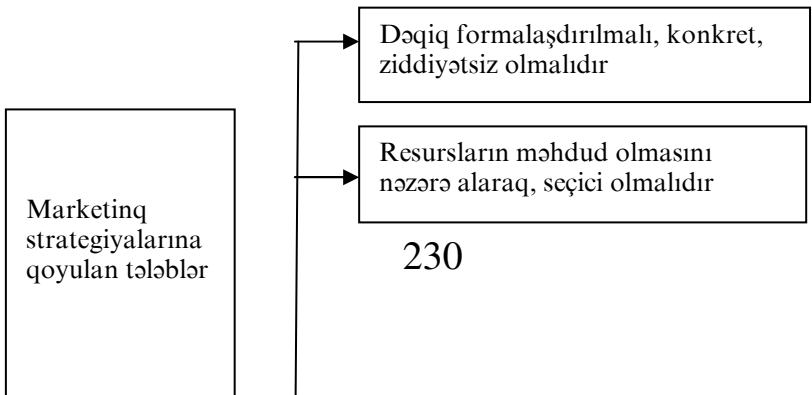 Dəqiq formalaşdırılmalı, konkret,
ziddiyətsiz olmalıdır
Resursların məhdud olmasını
nəzərə alaraq, seçici olmalıdır
Marketinq
strategiyalarına
qoyulan tələblər
230